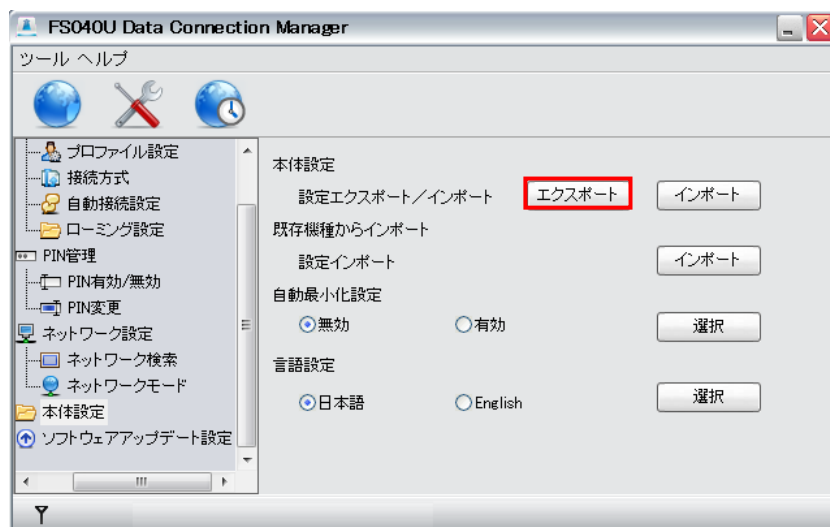 FS040U Data Connection Manager
ツール ヘルプ
プロファイル設定
接続方式
自動接続設定
ローミング設定
PIN管理
PIN有効/無効
PIN変更
ネットワーク設定
ネットワーク検索
ネットワークモード
本体設定
ソフトウェアアップデート設定
本体設定
設定エクスポート/インポート エクスポート インポート
既存機種からインポート
設定インポート インポート
自動最小化設定
無効 有効 選択
言語設定
日本語 English 選択